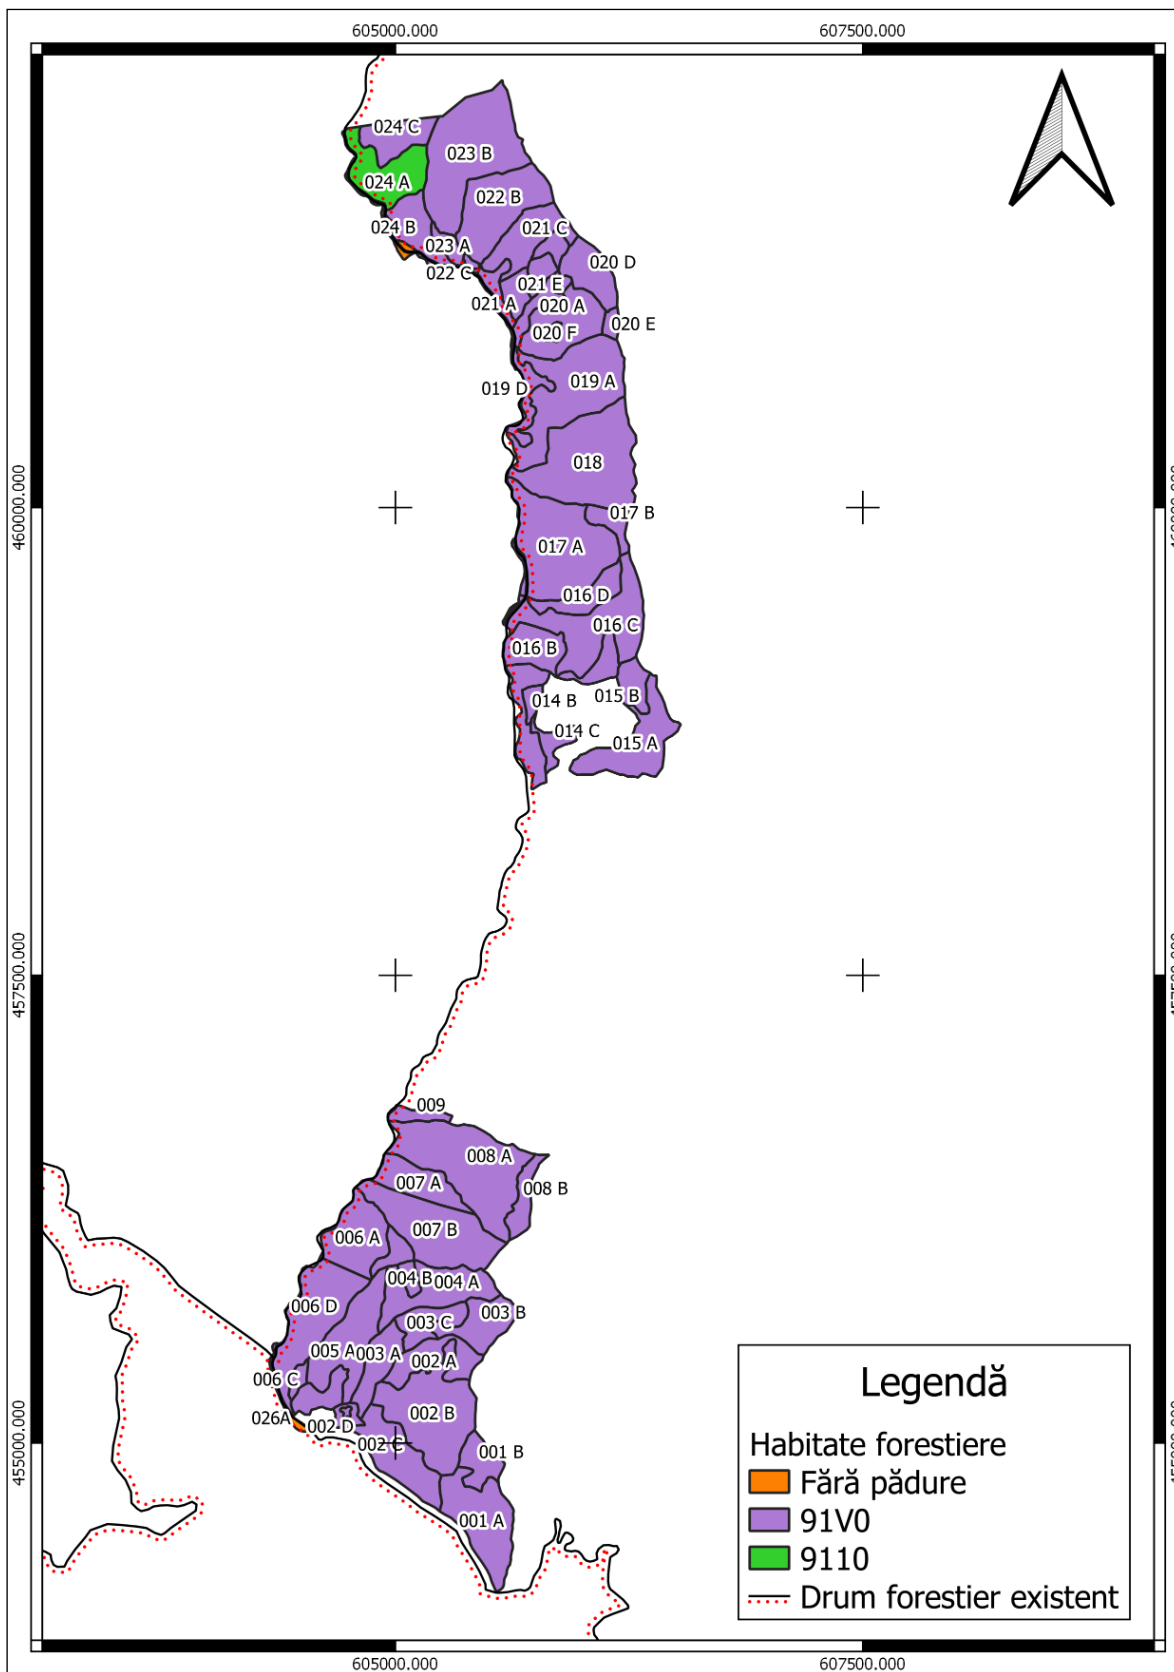 605000.000
607500.000
024 C
023 B
024 A
022 B
024 B
021 C
023 A
020 D
022 C
021 E
021 A
020 A
020 E
020 F
019 D
019 A
018
460000.000
017 B
017 A
016 D
016 C
016 B
014 B
015 B
014 C
015 A
457500.000
009
008 A
007 A
008 B
006 A
007 B
004 B
004 A
006 D
003 B
003 C
005 A
003 A
002 A
006 C
026A
002 D
002 B
002 C
001 B
455000.000
001 A
Legendă
Habitate forestiere
Fără pădure
91V0
9110
Drum forestier existent
605000.000
607500.000